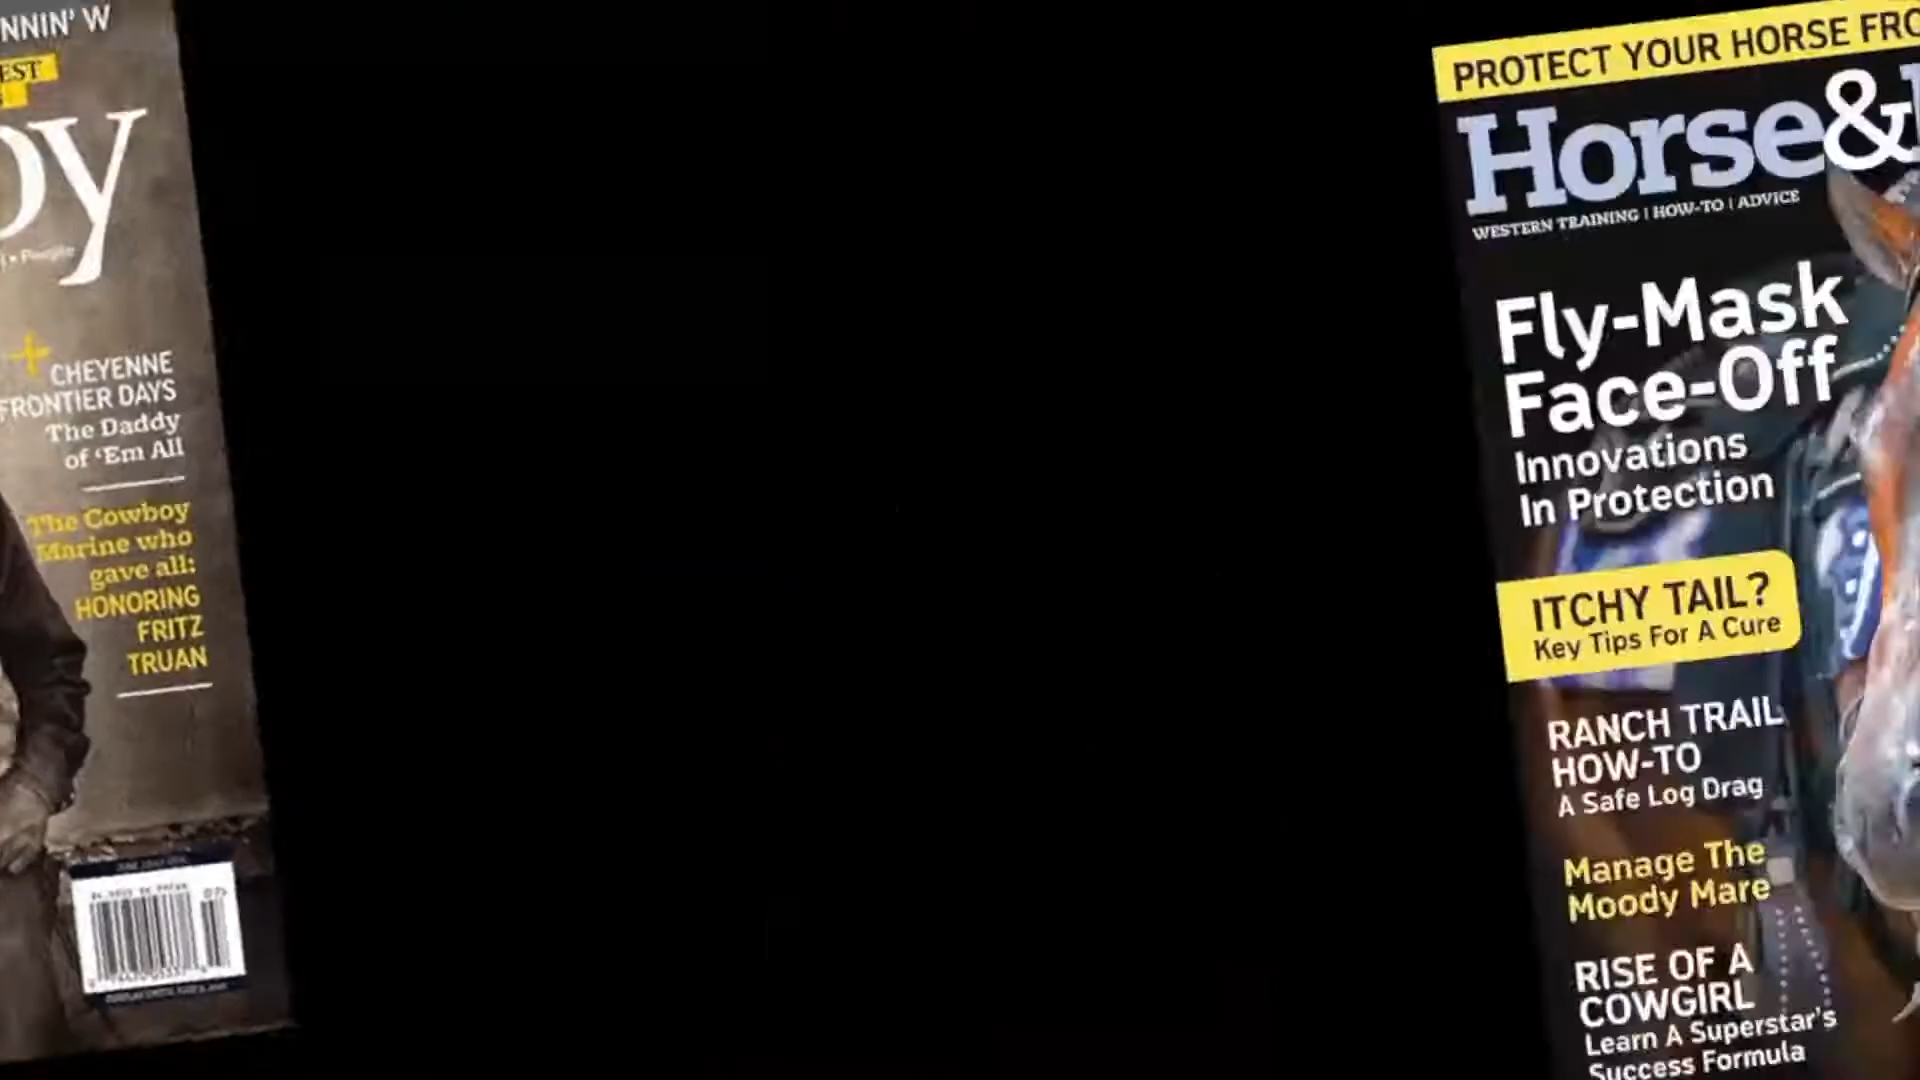 NNIN' W
EST
oy
• People
+
CHEYENNE
FRONTIER DAYS
The Daddy
of 'Em All
The Cowboy
Marine who
gave all:
HONORING
FRITZ
TRUAN
PROTECT YOUR HORSE FRO
Horse&
WESTERN TRAINING | HOW-TO | ADVICE
Fly-Mask
Face-Off
Innovations
In Protection
ITCHY TAIL?
Key Tips For A Cure
RANCH TRAIL
HOW-TO
A Safe Log Drag
Manage The
Moody Mare
RISE OF A
COWGIRL
Learn A Superstar's
Success Formula